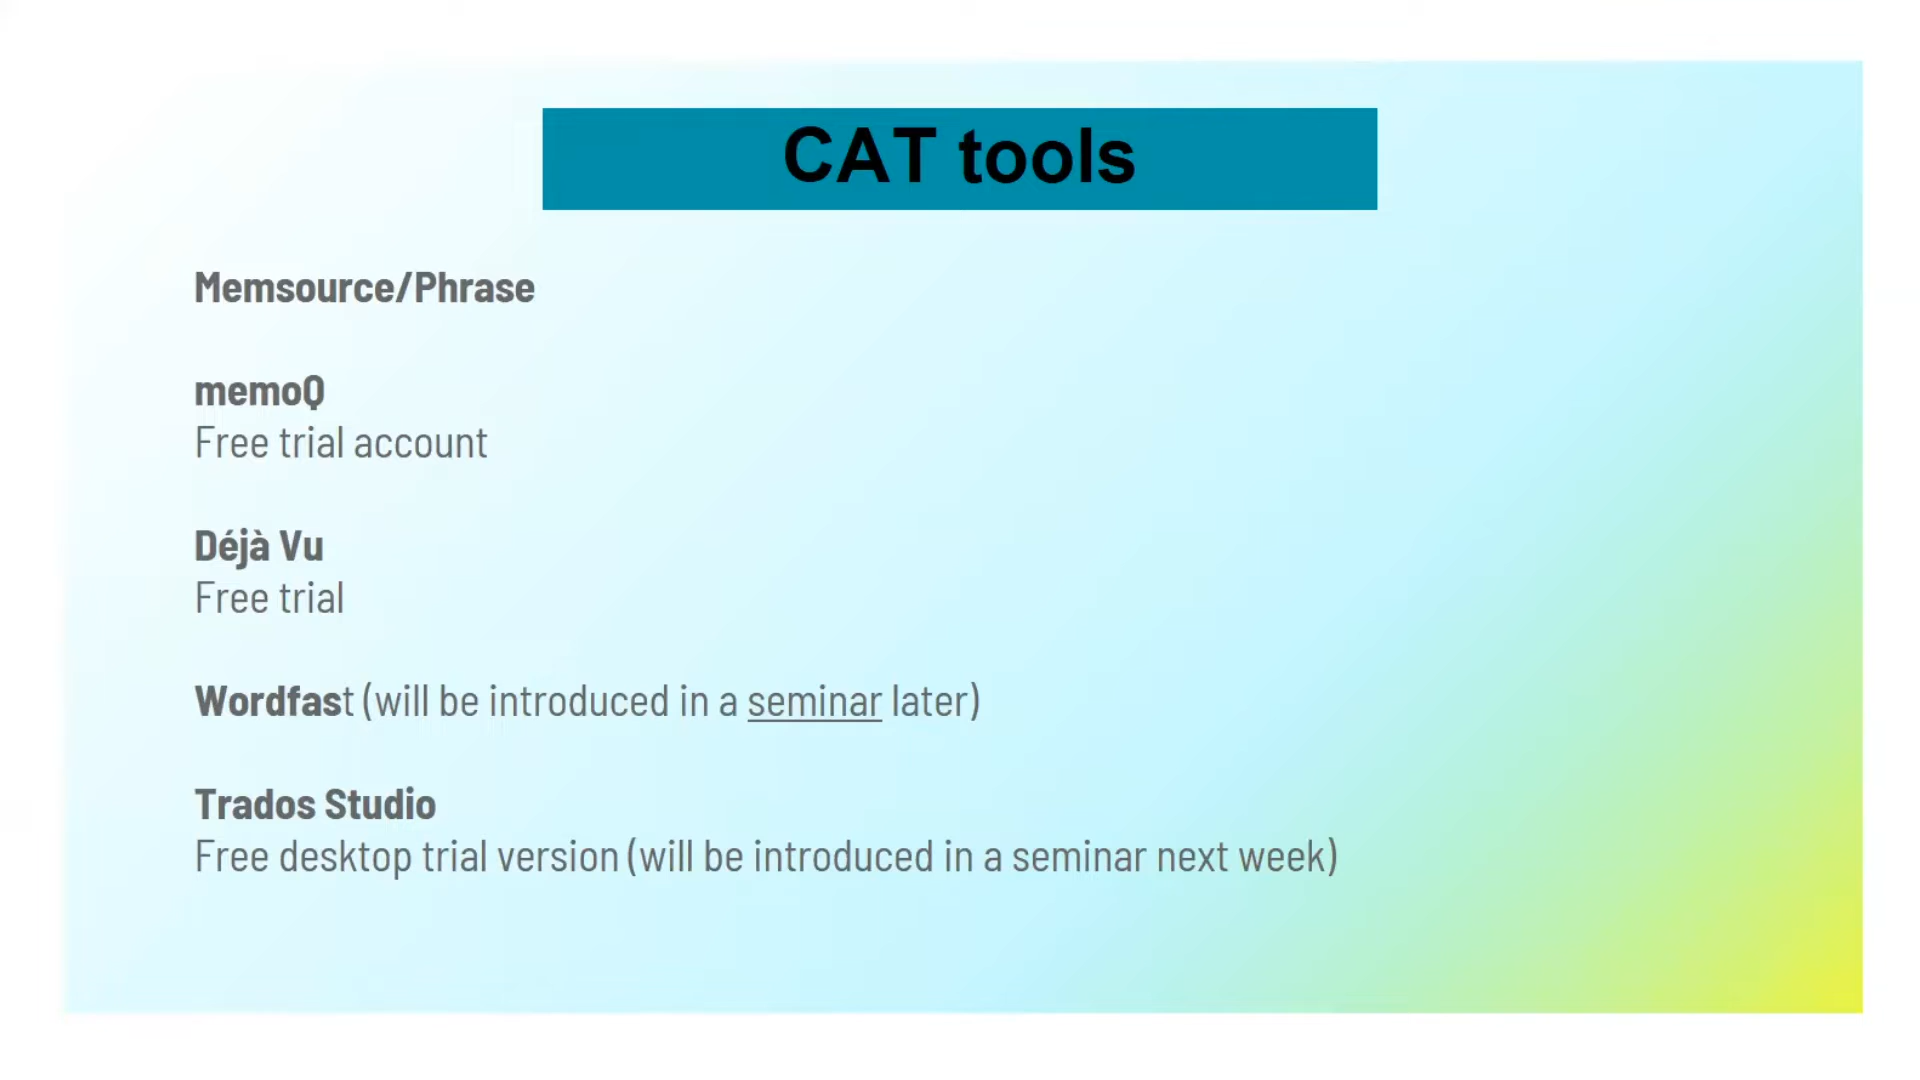 CAT tools
Memsource/Phrase
memoQ
Free trial account
Déjà Vu
Free trial
Wordfast (will be introduced in a seminar later)
Trados Studio
Free desktop trial version (will be introduced in a seminar next week)